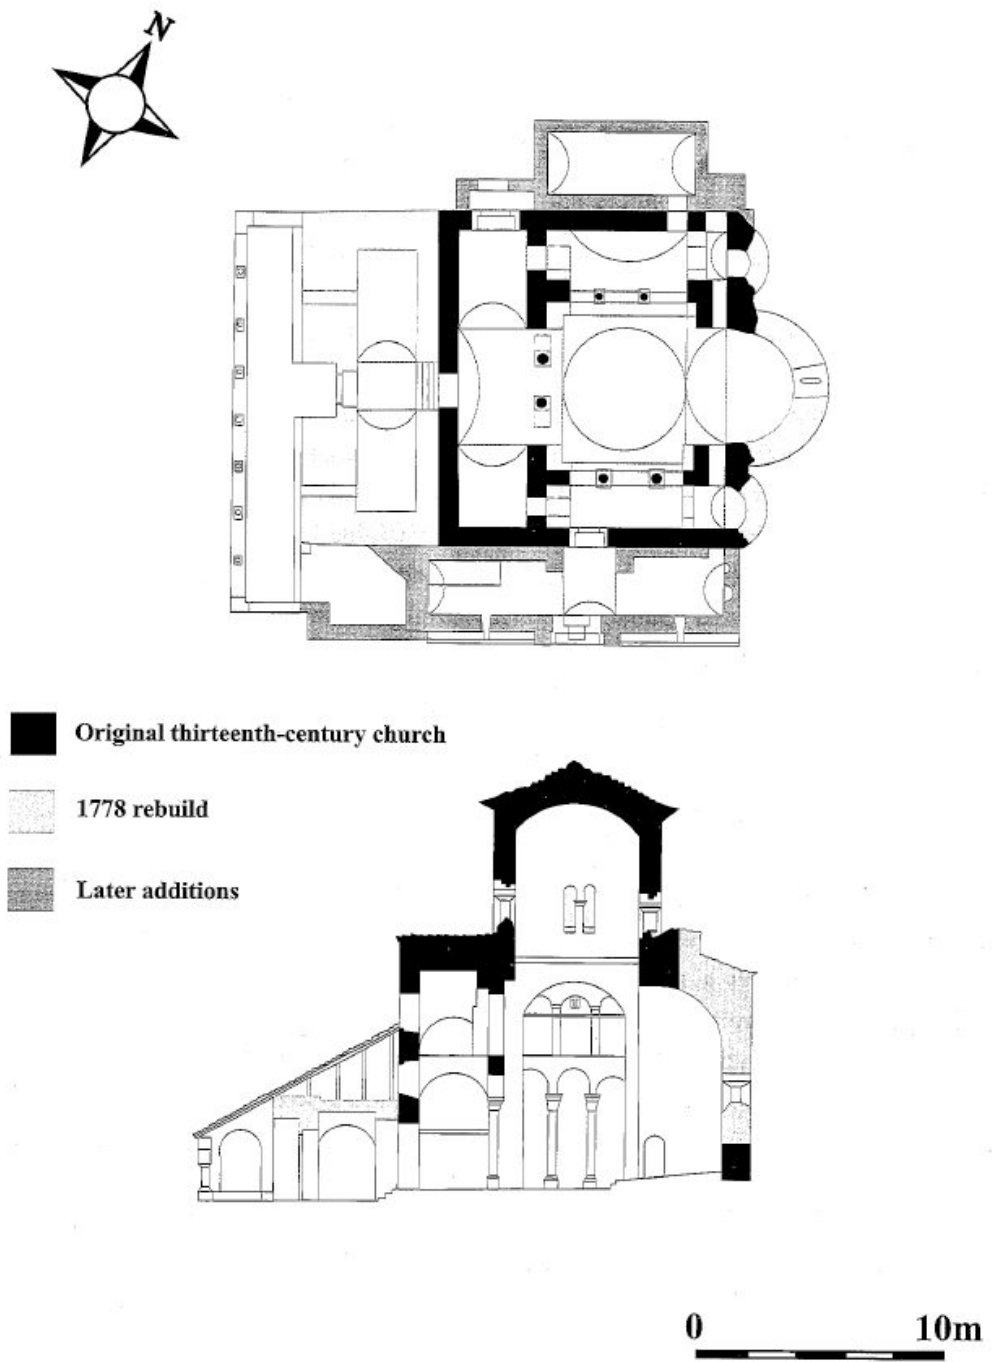 N
Original thirteenth-century church
1778 rebuild
Later additions
0 10m